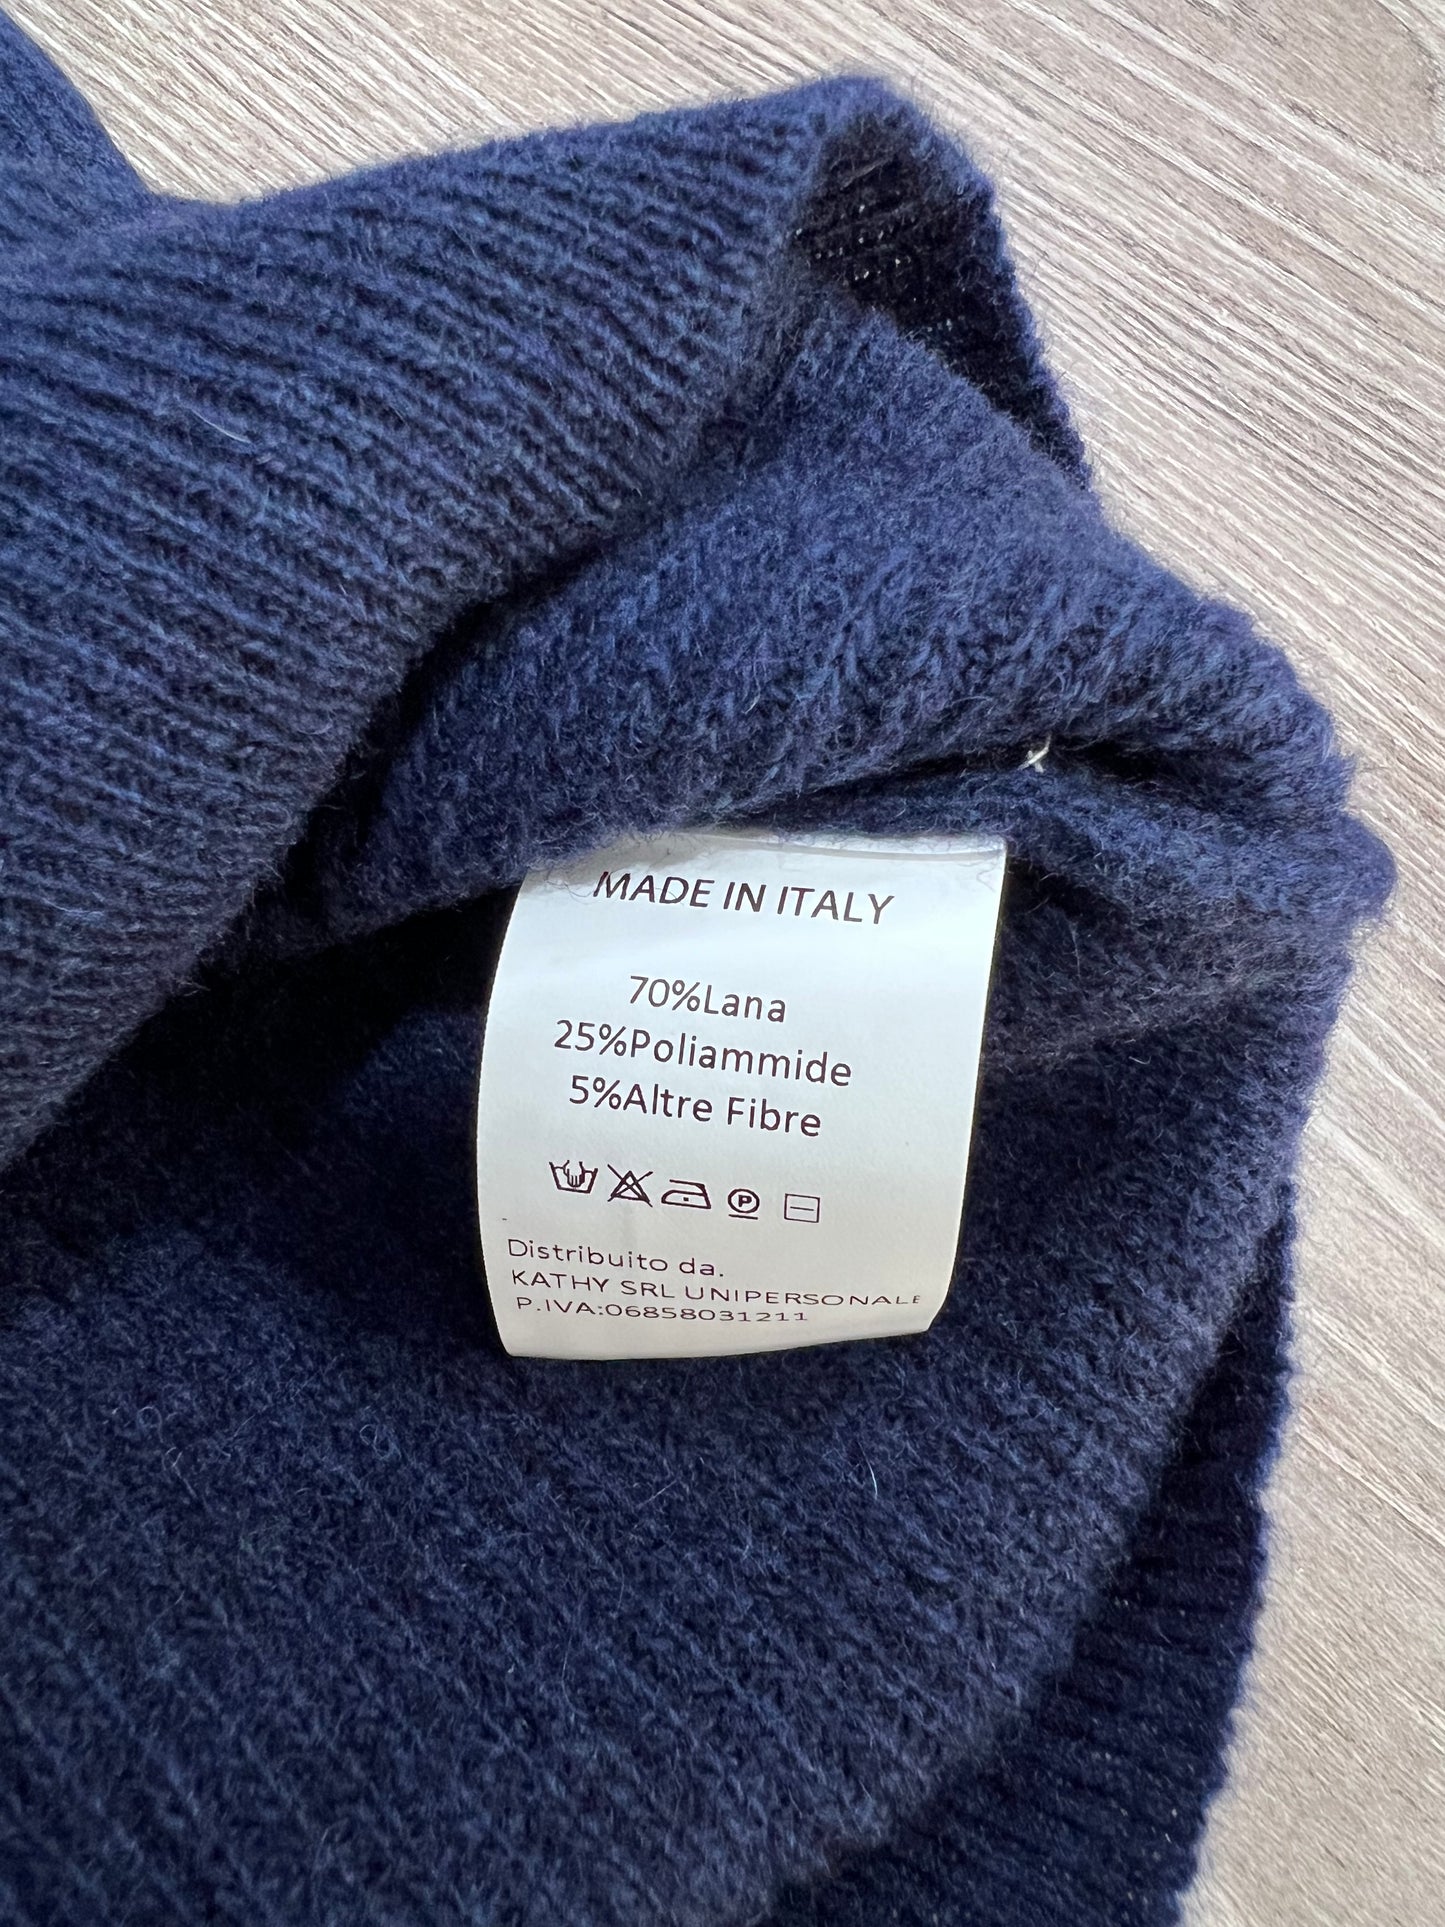 MADE IN ITALY
70%Lana
25%Poliammide
5%Altre Fibre
P
Distribuito da.
KATHY SRL UNIPERSONALE
P.IVA:06858031211